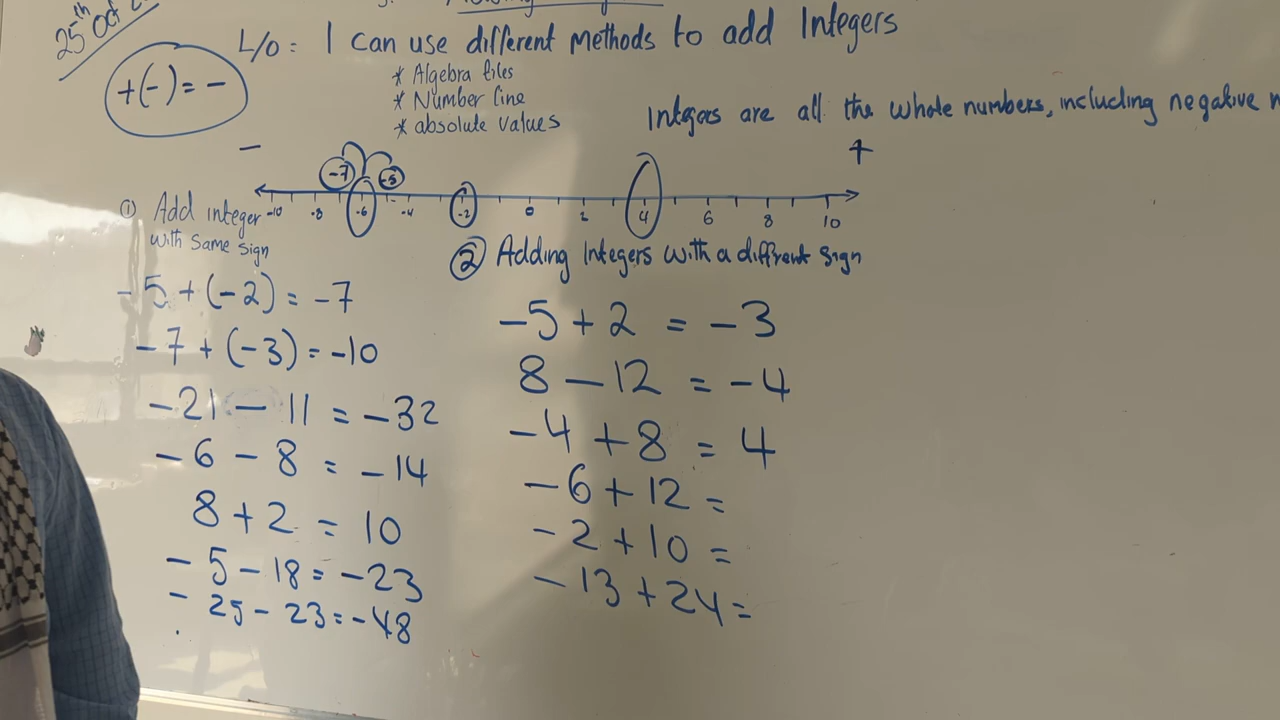 25th Oct
L/O = I can use different methods to add Integers
+(-) = -
* Algebra tiles
* Number line
* absolute values
Integers are all the whole numbers, including negative
- +
-7 -5
-10 -8 -6 -4 -2 0 2 4 6 8 10
① Add integer
with same sign
-5 + (-2) = -7
-7 + (-3) = -10
-21 - 11 = -32
-6 - 8 = -14
8 + 2 = 10
-5 - 18 = -23
-25 - 23 = -48
② Adding Integers with a different sign
-5 + 2 = -3
8 - 12 = -4
-4 + 8 = 4
-6 + 12 =
-2 + 10 =
-13 + 24 =